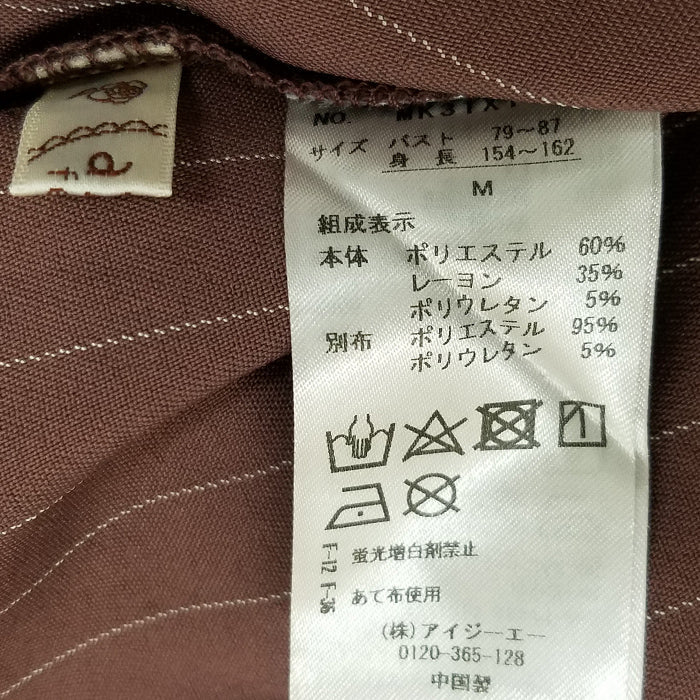 NO.
サイズ バスト 79～87
身長 154～162
M
組成表示
本体 ポリエステル 60%
レーヨン 35%
ポリウレタン 5%
別布 ポリエステル 95%
ポリウレタン 5%
F-12 蛍光増白剤禁止
F-36 あて布使用
(株)アイジーエー
0120-365-128
中国製